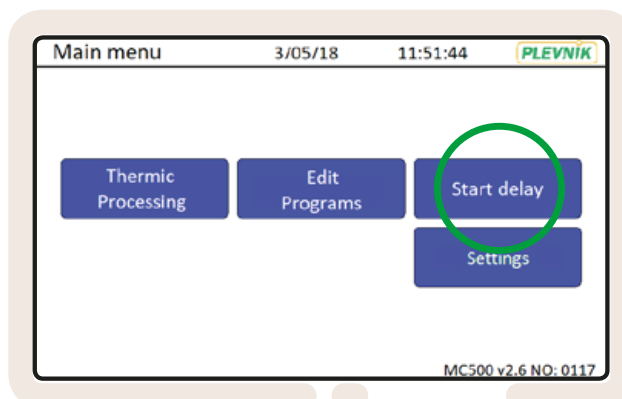 Main menu 3/05/18 11:51:44 PLEVNIK
Thermic
Processing
Edit
Programs
Start delay
Settings
MC500 v2.6 NO: 0117